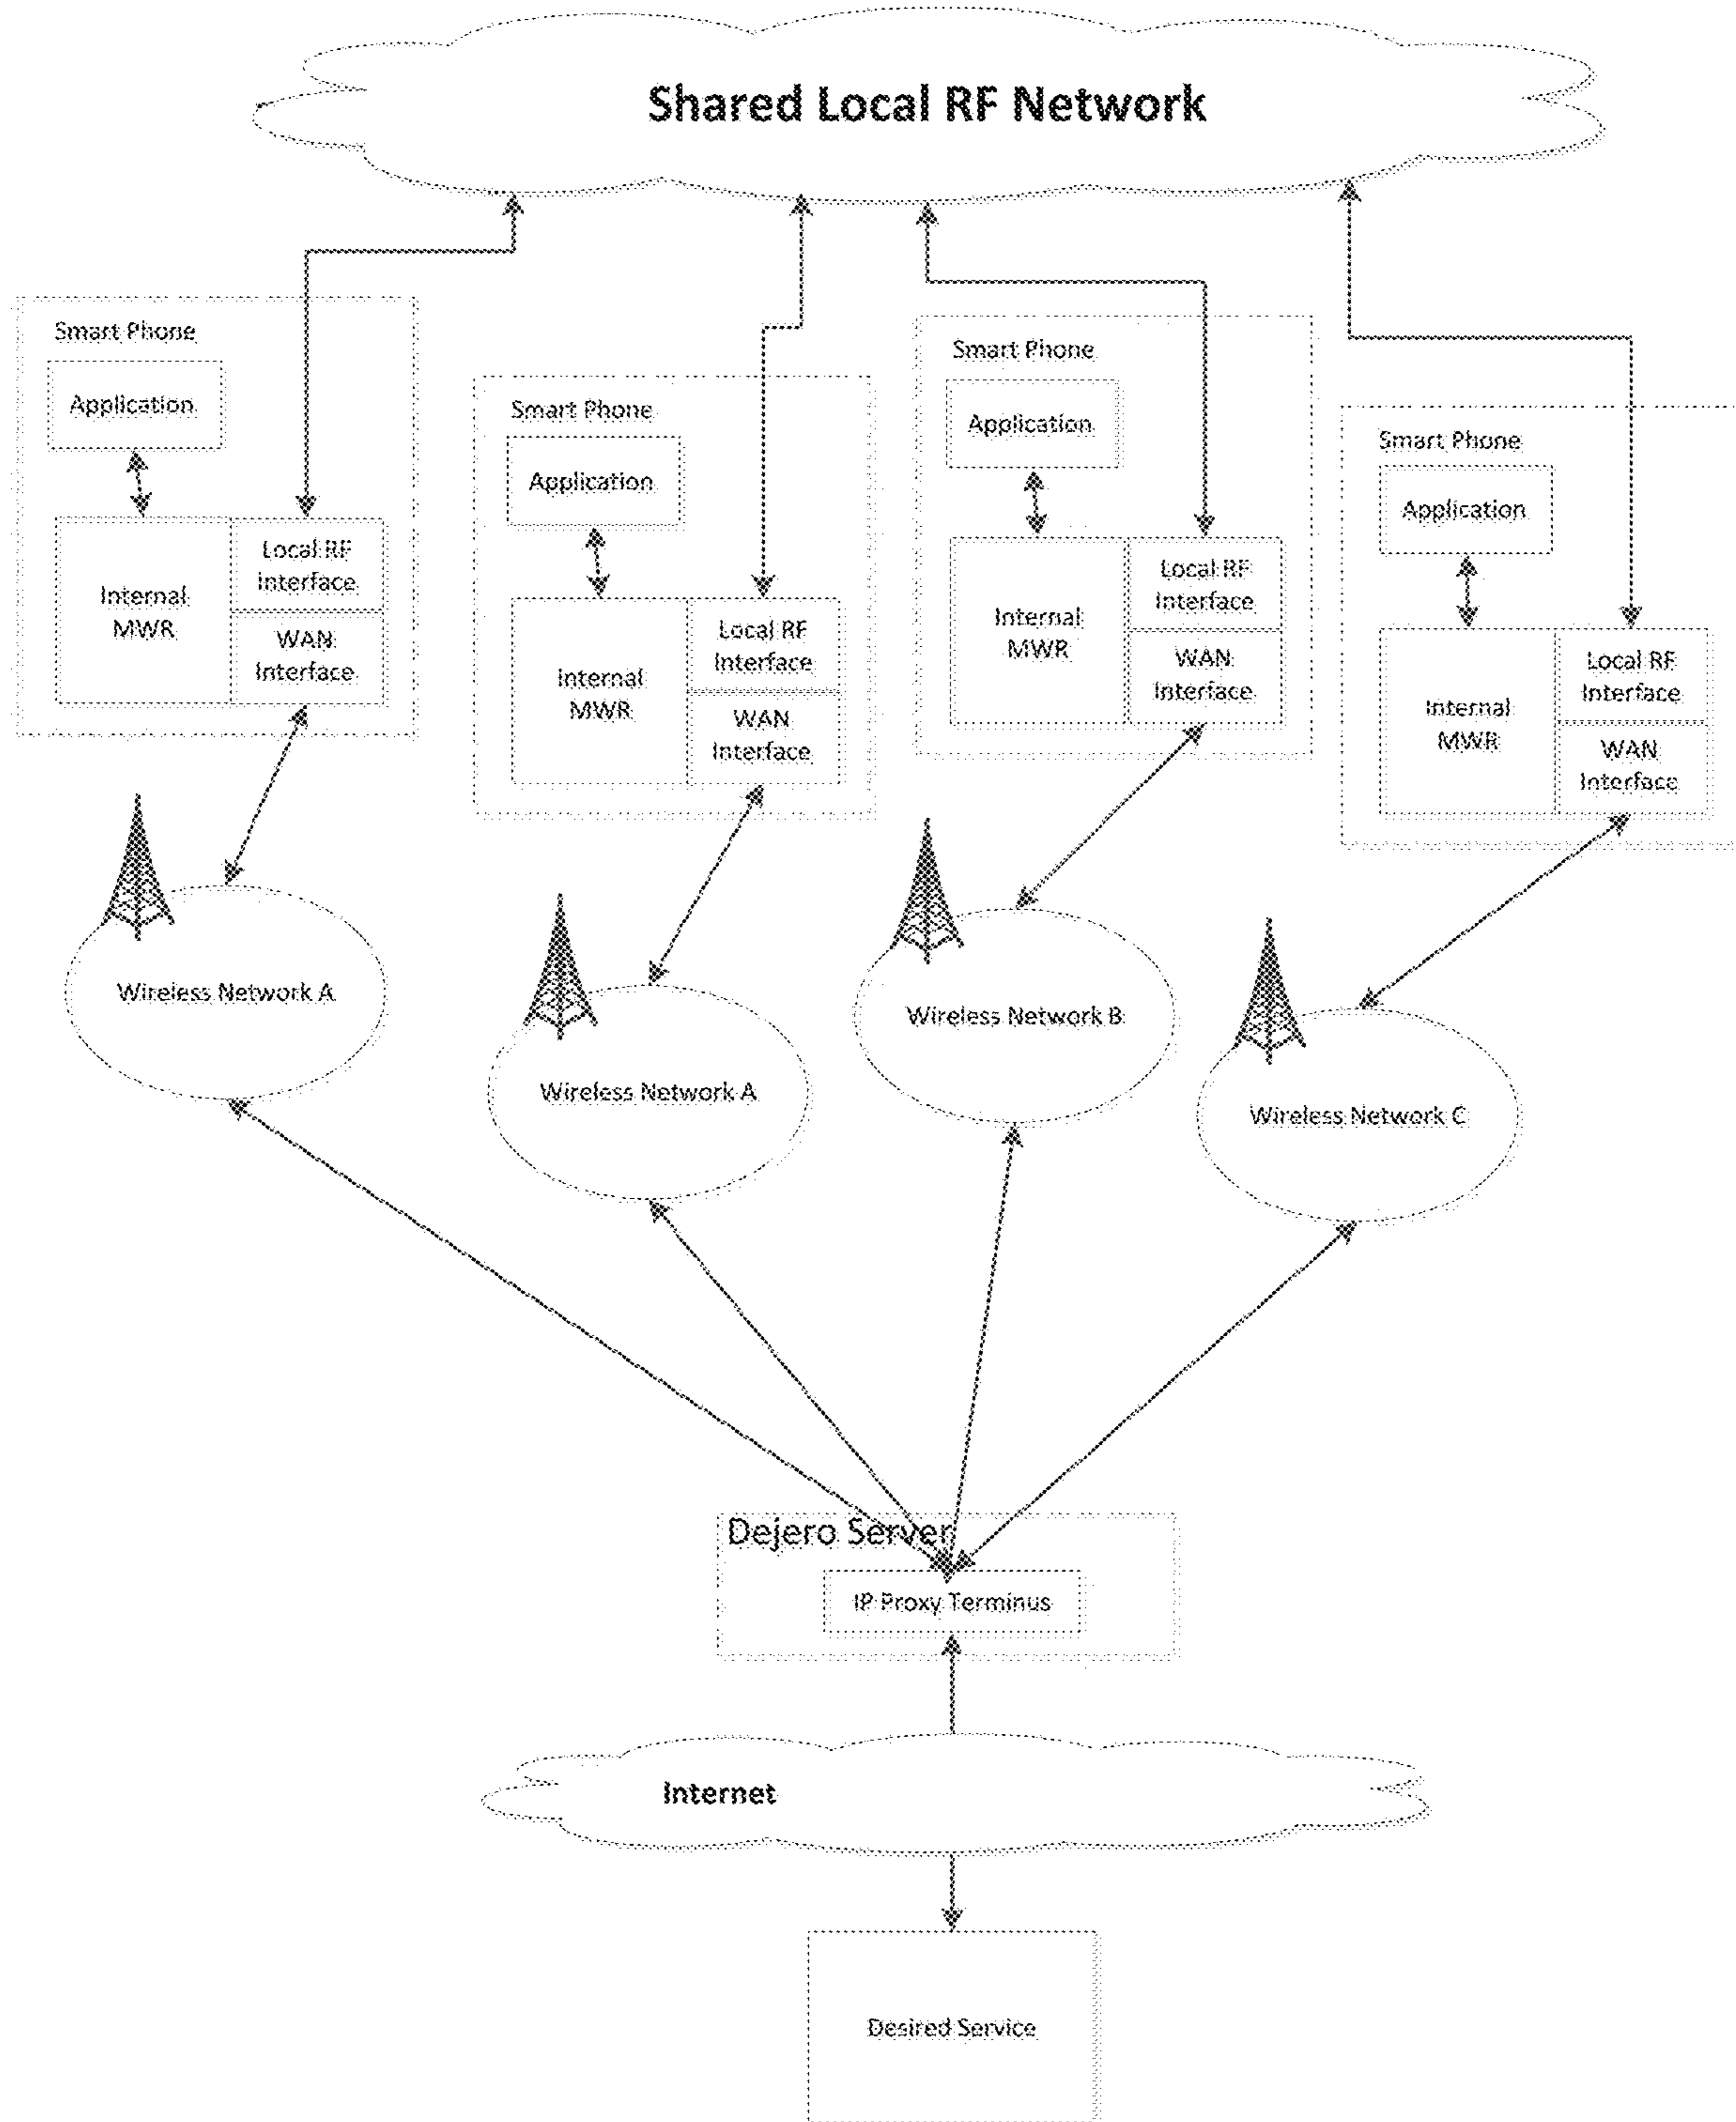 Shared Local RF Network
Smart Phone
Application
Internal
MWR
Local RF
Interface
WAN
Interface
Smart Phone
Application
Internal
MWR
Local RF
Interface
WAN
Interface
Smart Phone
Application
Internal
MWR
Local RF
Interface
WAN
Interface
Smart Phone
Application
Internal
MWR
Local RF
Interface
WAN
Interface
Wireless Network A
Wireless Network A
Wireless Network B
Wireless Network C
Dejero Server
IP Proxy Terminus
Internet
Desired Service